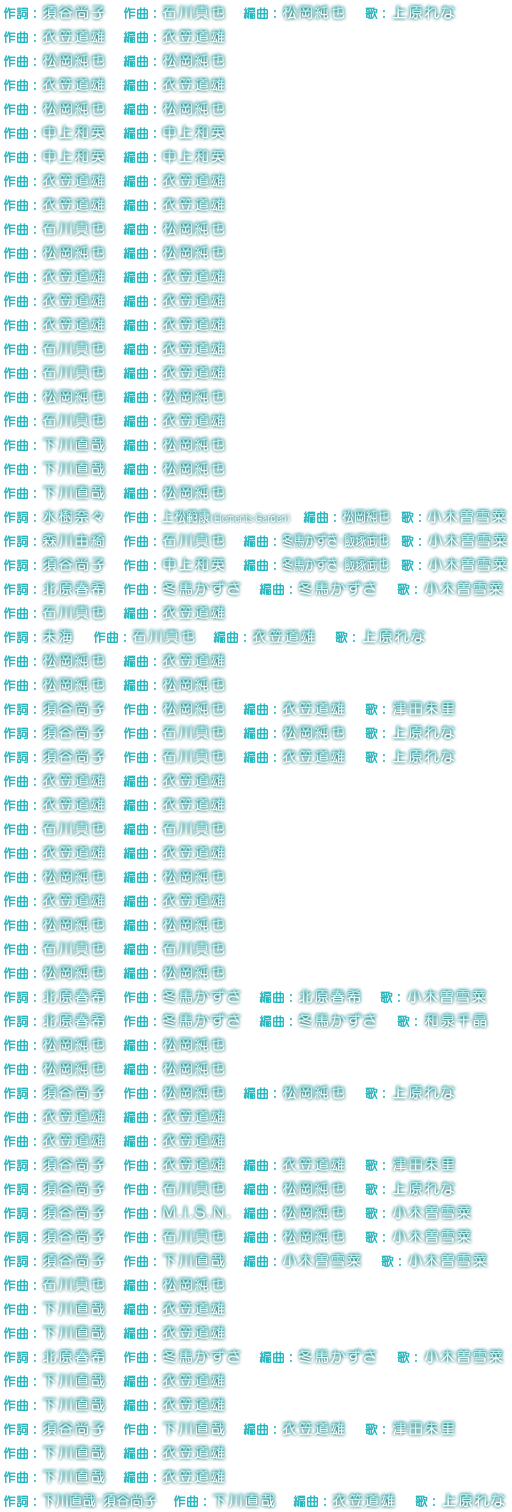 作詞：須谷尚子　作曲：石川真也　編曲：松岡純也　歌：上原れな
作曲：衣笠道雄　編曲：衣笠道雄
作曲：松岡純也　編曲：松岡純也
作曲：衣笠道雄　編曲：衣笠道雄
作曲：松岡純也　編曲：松岡純也
作曲：中上和英　編曲：中上和英
作曲：中上和英　編曲：中上和英
作曲：衣笠道雄　編曲：衣笠道雄
作曲：衣笠道雄　編曲：衣笠道雄
作曲：石川真也　編曲：松岡純也
作曲：松岡純也　編曲：松岡純也
作曲：衣笠道雄　編曲：衣笠道雄
作曲：衣笠道雄　編曲：衣笠道雄
作曲：衣笠道雄　編曲：衣笠道雄
作曲：石川真也　編曲：衣笠道雄
作曲：石川真也　編曲：衣笠道雄
作曲：松岡純也　編曲：松岡純也
作曲：石川真也　編曲：衣笠道雄
作曲：下川直哉　編曲：松岡純也
作曲：下川直哉　編曲：松岡純也
作曲：下川直哉　編曲：松岡純也
作詞：水樹奈々　作曲：上松範康(Elements Garden)　編曲：松岡純也　歌：小木曽雪菜
作詞：森川由綺　作曲：石川真也　編曲：冬馬かずさ・飯塚武也　歌：小木曽雪菜
作詞：須谷尚子　作曲：中上和英　編曲：冬馬かずさ・飯塚武也　歌：小木曽雪菜
作詞：北原春希　作曲：冬馬かずさ　編曲：冬馬かずさ　歌：小木曽雪菜
作曲：石川真也　編曲：衣笠道雄
作詞：未海　作曲：石川真也　編曲：衣笠道雄　歌：上原れな
作曲：松岡純也　編曲：衣笠道雄
作曲：松岡純也　編曲：松岡純也
作詞：須谷尚子　作曲：松岡純也　編曲：衣笠道雄　歌：津田朱里
作詞：須谷尚子　作曲：石川真也　編曲：松岡純也　歌：上原れな
作詞：須谷尚子　作曲：石川真也　編曲：衣笠道雄　歌：上原れな
作曲：衣笠道雄　編曲：衣笠道雄
作曲：衣笠道雄　編曲：衣笠道雄
作曲：石川真也　編曲：石川真也
作曲：衣笠道雄　編曲：衣笠道雄
作曲：松岡純也　編曲：松岡純也
作曲：衣笠道雄　編曲：衣笠道雄
作曲：松岡純也　編曲：松岡純也
作曲：石川真也　編曲：石川真也
作曲：松岡純也　編曲：松岡純也
作詞：北原春希　作曲：冬馬かずさ　編曲：北原春希　歌：小木曽雪菜
作詞：北原春希　作曲：冬馬かずさ　編曲：冬馬かずさ　歌：和泉千晶
作曲：松岡純也　編曲：松岡純也
作曲：松岡純也　編曲：松岡純也
作詞：須谷尚子　作曲：松岡純也　編曲：松岡純也　歌：上原れな
作曲：衣笠道雄　編曲：衣笠道雄
作曲：衣笠道雄　編曲：衣笠道雄
作詞：須谷尚子　作曲：衣笠道雄　編曲：衣笠道雄　歌：津田朱里
作詞：須谷尚子　作曲：石川真也　編曲：松岡純也　歌：上原れな
作詞：須谷尚子　作曲：M.I.S.N.　編曲：松岡純也　歌：小木曽雪菜
作詞：須谷尚子　作曲：石川真也　編曲：松岡純也　歌：小木曽雪菜
作詞：須谷尚子　作曲：下川直哉　編曲：小木曽雪菜　歌：小木曽雪菜
作曲：石川真也　編曲：松岡純也
作曲：下川直哉　編曲：衣笠道雄
作曲：下川直哉　編曲：衣笠道雄
作詞：北原春希　作曲：冬馬かずさ　編曲：冬馬かずさ　歌：小木曽雪菜
作曲：下川直哉　編曲：衣笠道雄
作曲：下川直哉　編曲：衣笠道雄
作詞：須谷尚子　作曲：下川直哉　編曲：衣笠道雄　歌：津田朱里
作曲：下川直哉　編曲：衣笠道雄
作曲：下川直哉　編曲：衣笠道雄
作詞：下川直哉・須谷尚子　作曲：下川直哉　編曲：衣笠道雄　歌：上原れな